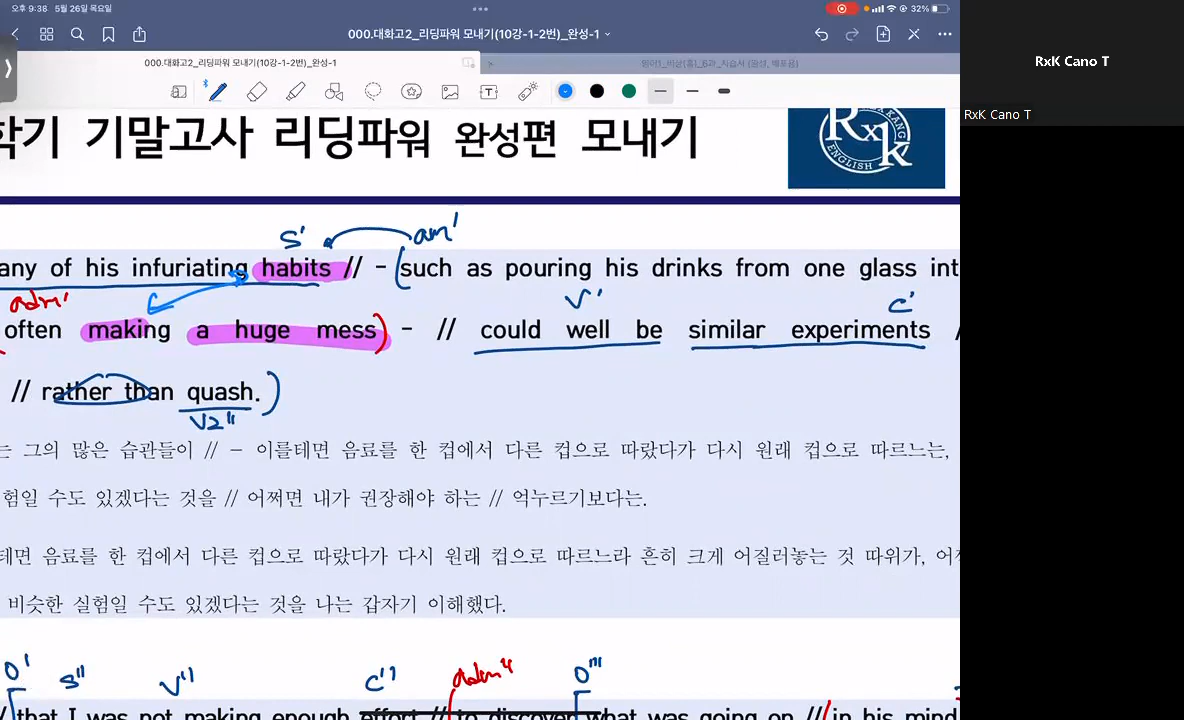 오후 9:38 5월 26일 목요일
32%
000.대화고2_리딩파워 모내기(10강-1-2번)_완성-1
000.대화고2_리딩파워 모내기(10강-1-2번)_완성-1
RxK Cano T
RxK Cano T
학기 기말고사 리딩파워 완성편 모내기
RxK
ENGLISH
S'
am'
any of his infuriating habits // - (such as pouring his drinks from one glass int
V'
C'
often making a huge mess) - // could well be similar experiments /
// rather than quash.)
V2"
는 그의 많은 습관들이 // - 이를테면 음료를 한 컵에서 다른 컵으로 따랐다가 다시 원래 컵으로 따르느는,
험일 수도 있겠다는 것을 // 어쩌면 내가 권장해야 하는 // 억누르기보다는.
테면 음료를 한 컵에서 다른 컵으로 따랐다가 다시 원래 컵으로 따르느라 흔히 크게 어질러놓는 것 따위가, 어쩌
비슷한 실험일 수도 있겠다는 것을 나는 갑자기 이해했다.
O'
S"
V"
C"
O'"
/ that I was not making enough effort // to discover what was going on // in his mind